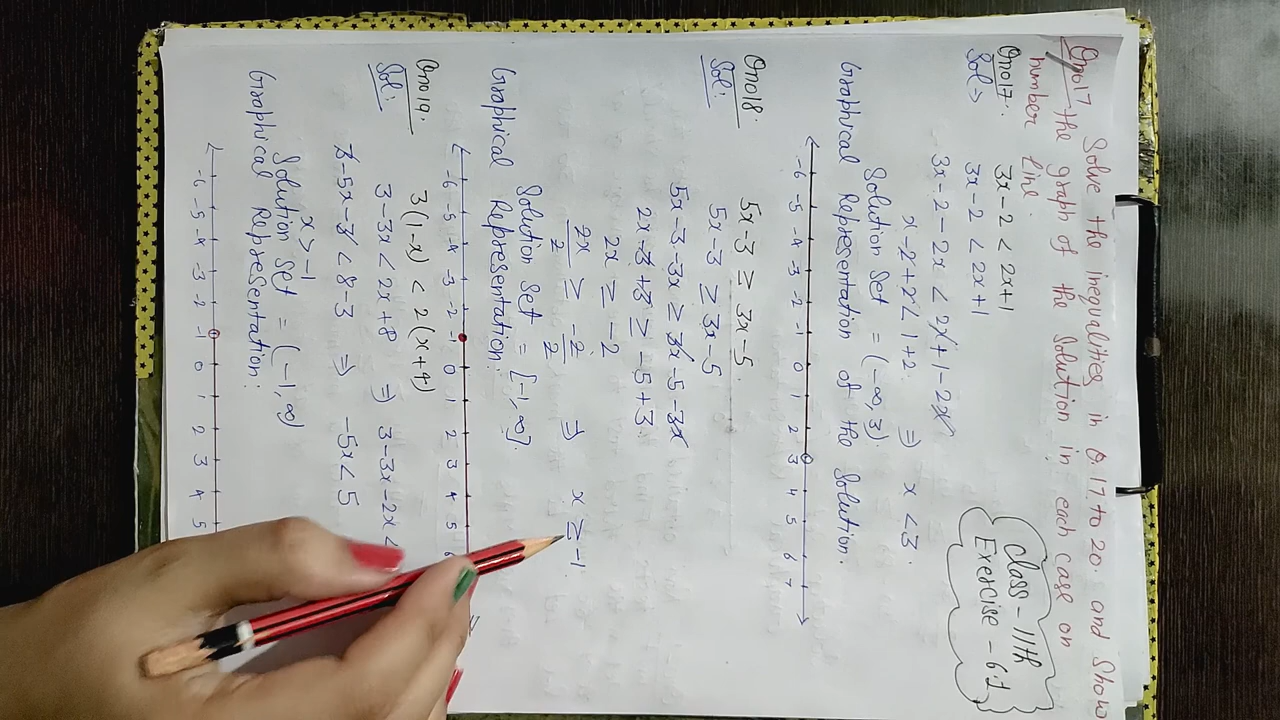 Solve the inequalities in Q.17 to 20. and Show
Qno17 the graph of the Solution in each case on
number line.
Class-11th
Exercise-6.1
Qno17. 3x-2 < 2x+1
Sol-> 3x-2 < 2x+1
3x-2-2x < 2x+1-2x
x-2+2 < 1+2 ⇒ x < 3
Solution Set = (-∞, 3)
Graphical Representation of the Solution.
-6 -5 -4 -3 -2 -1 0 1 2 3 4 5 6 7
Qno18. 5x-3 ≥ 3x-5.
Sol: 5x-3 ≥ 3x-5
5x-3-3x ≥ 3x-5-3x
2x-3+3 ≥ -5+3
2x ≥ -2
2x/2 ≥ -2/2 ⇒ x ≥ -1
Solution Set = [-1, ∞].
Graphical Representation:
-6 -5 -4 -3 -2 -1 0 1 2 3 4 5 6
Qno19. 3(1-x) < 2(x+4)
Sol: 3-3x < 2x+8 ⇒ 3-3x-2x <
3-5x-3 < 8-3 ⇒ -5x < 5
x > -1
Solution Set = (-1, ∞)
Graphical Representation:
-6 -5 -4 -3 -2 -1 0 1 2 3 4 5